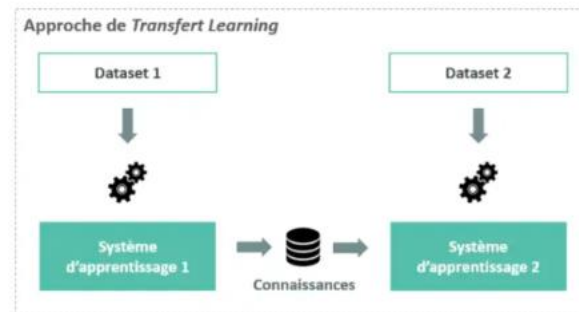 Approche de Transfert Learning
Dataset 1
Dataset 2
Système
d'apprentissage 1
Connaissances
Système
d'apprentissage 2